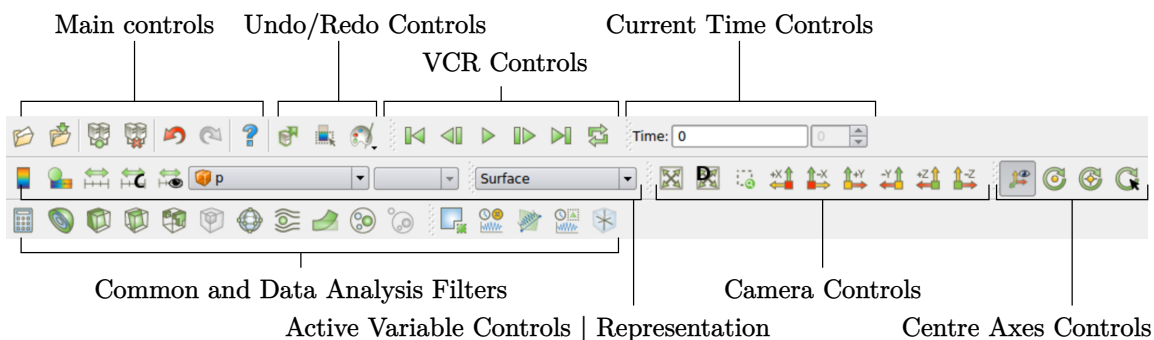 Main controls
Undo/Redo Controls
Current Time Controls
VCR Controls
?
Time: 0
0
C
p
Surface
D
+X
-X
+Y
-Y
+Z
-Z
Common and Data Analysis Filters
Camera Controls
Active Variable Controls | Representation
Centre Axes Controls